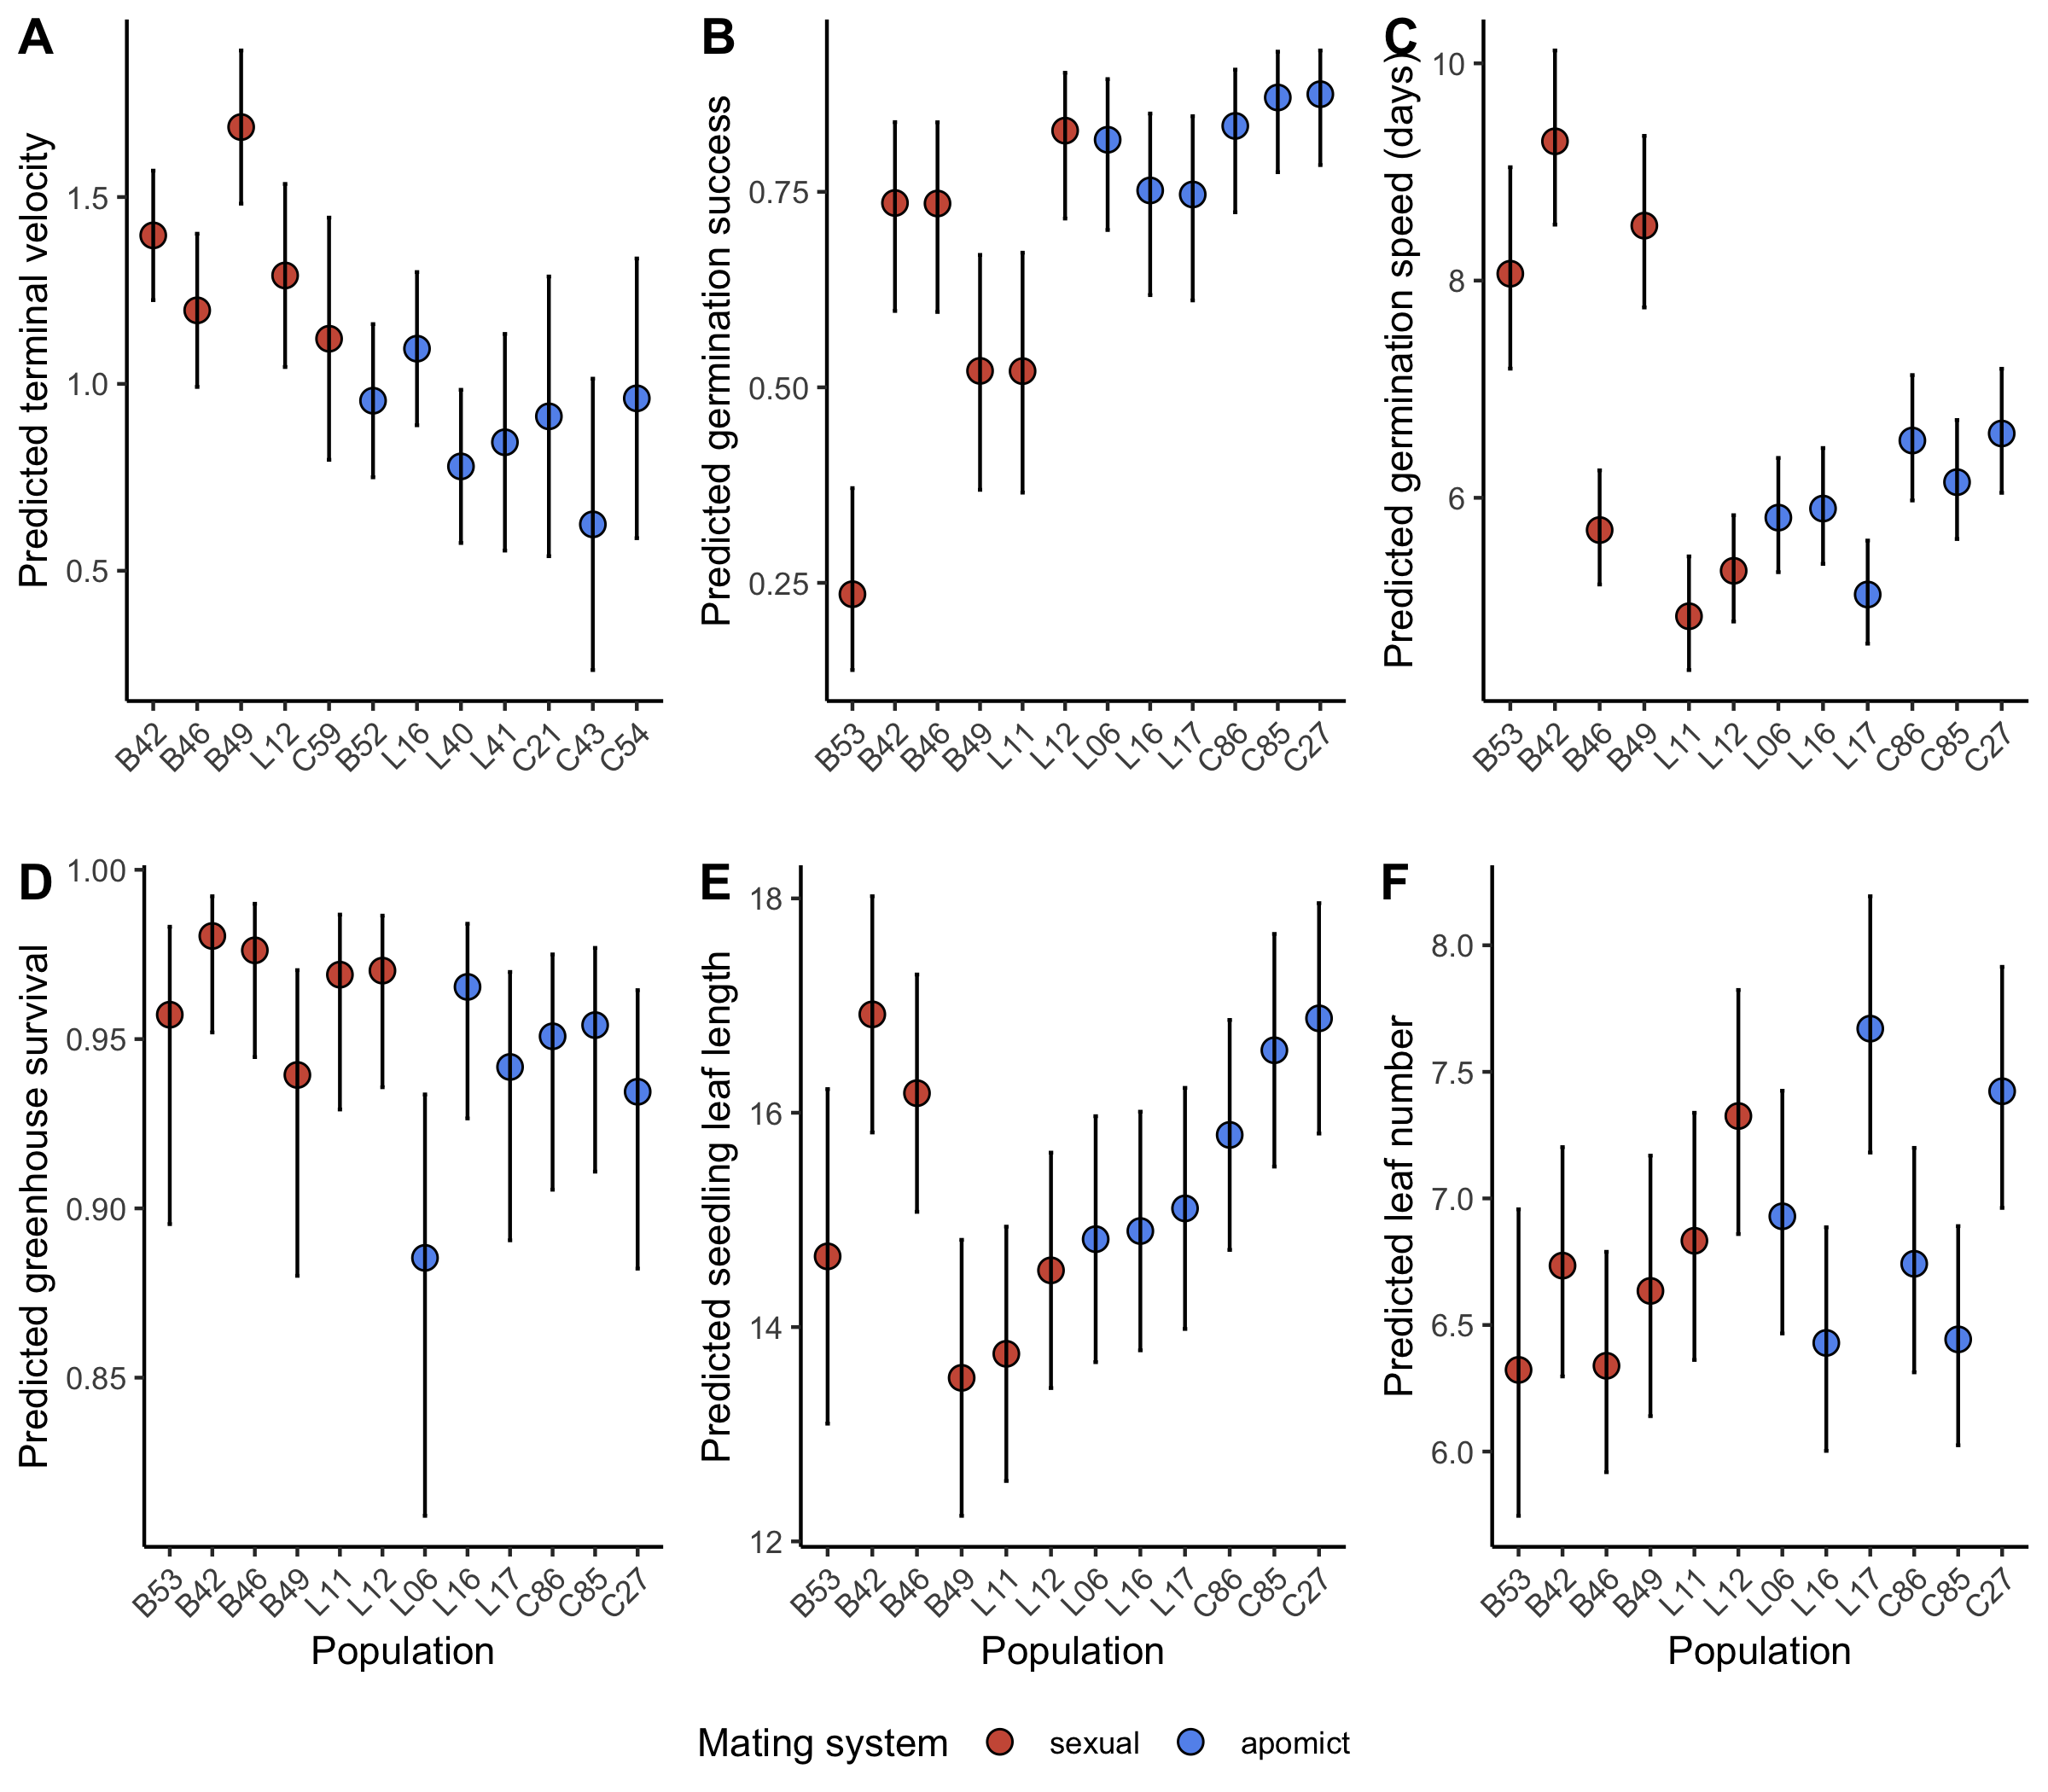 A
Predicted terminal velocity
1.5
1.0
0.5
B42 B46 B49 L12 C59 B52 L16 L40 L41 C21 C43 C54
B
Predicted germination success
0.75
0.50
0.25
B53 B42 B46 B49 L11 L12 L06 L16 L17 C86 C85 C27
C
Predicted germination speed (days)
10
8
6
B53 B42 B46 B49 L11 L12 L06 L16 L17 C86 C85 C27
D
Predicted greenhouse survival
1.00
0.95
0.90
0.85
B53 B42 B46 B49 L11 L12 L06 L16 L17 C86 C85 C27
Population
E
Predicted seedling leaf length
18
16
14
12
B53 B42 B46 B49 L11 L12 L06 L16 L17 C86 C85 C27
Population
F
Predicted leaf number
8.0
7.5
7.0
6.5
6.0
B53 B42 B46 B49 L11 L12 L06 L16 L17 C86 C85 C27
Population
Mating system sexual apomict